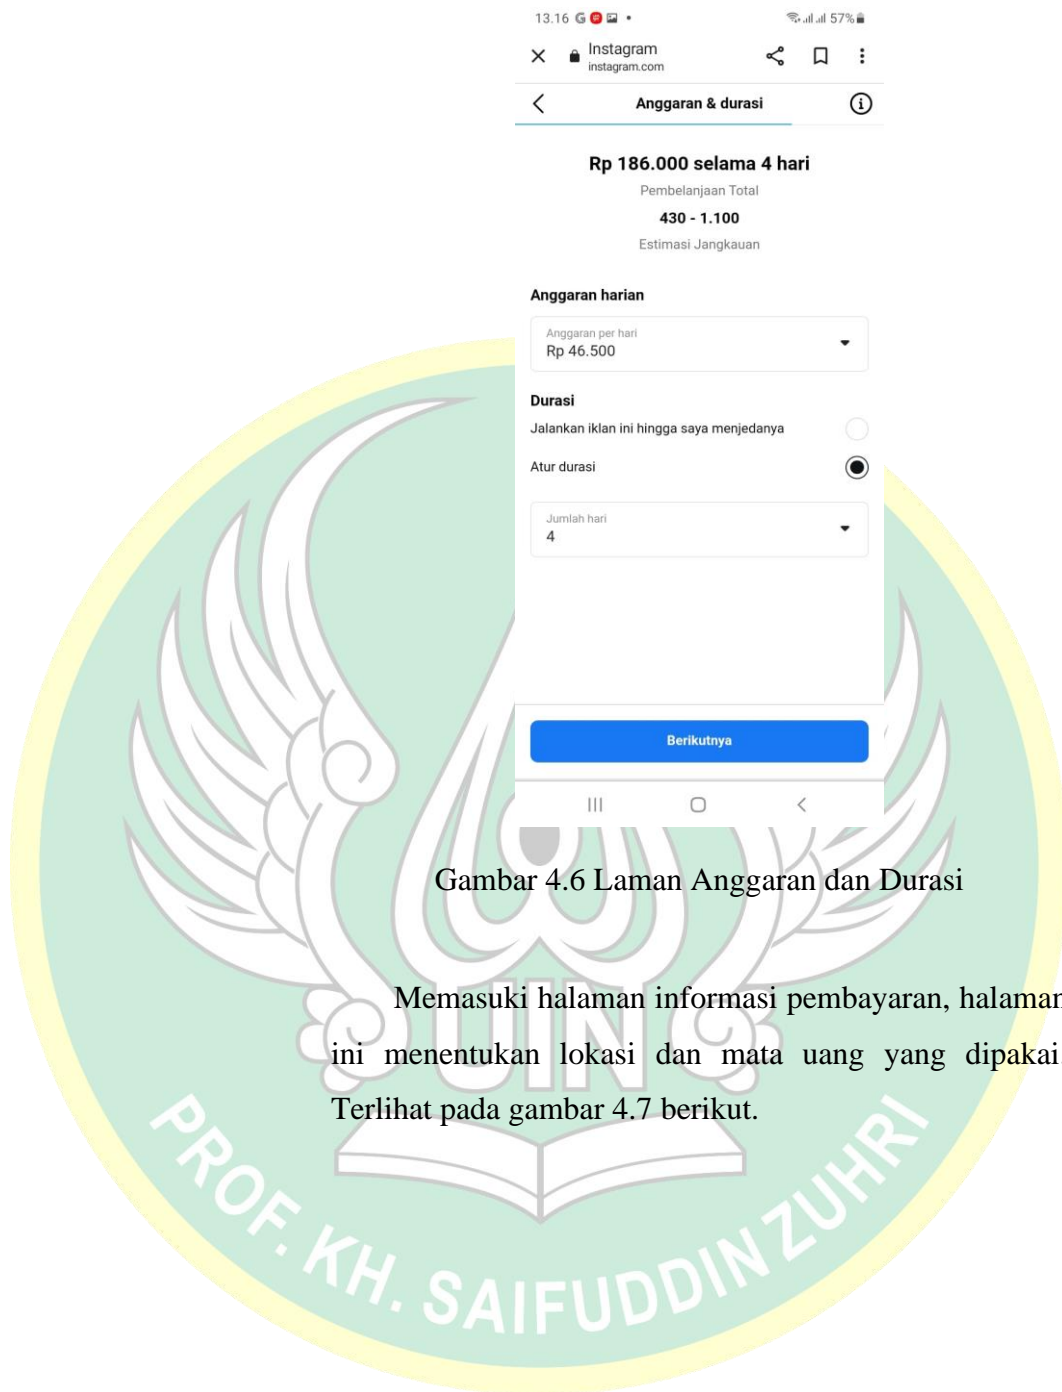 13.16
57%
Instagram
instagram.com
Anggaran & durasi
Rp 186.000 selama 4 hari
Pembelanjaan Total
430 - 1.100
Estimasi Jangkauan
Anggaran harian
Anggaran per hari
Rp 46.500
Durasi
Jalankan iklan ini hingga saya menjedanya
Atur durasi
Jumlah hari
4
Berikutnya
Gambar 4.6 Laman Anggaran dan Durasi
Memasuki halaman informasi pembayaran, halaman
ini menentukan lokasi dan mata uang yang dipakai
Terlihat pada gambar 4.7 berikut.
UIN
PROF. KH. SAIFUDDIN ZUHRI